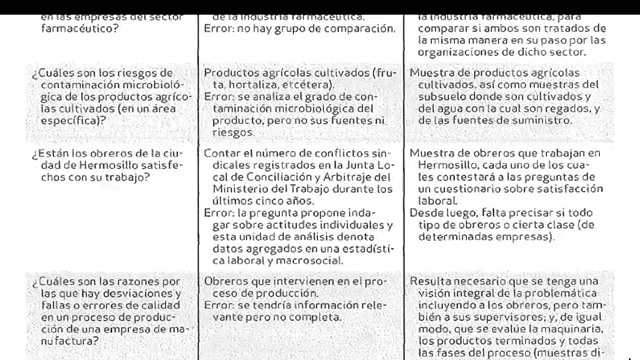 en las empresas del sector
farmacéutico?
de la industria farmacéutica.
Error: no hay grupo de comparación.
la industria farmacéutica, para
comparar si ambos son tratados de
la misma manera en su paso por las
organizaciones de dicho sector.
¿Cuáles son los riesgos de
contaminación microbioló-
gica de los productos agríco-
las cultivados (en un área
específica)?
Productos agrícolas cultivados (fru-
ta, hortaliza, etcétera).
Error: se analiza el grado de con-
taminación microbiológica del
producto, pero no sus fuentes ni
riesgos.
Muestra de productos agrícolas
cultivados, así como muestras del
subsuelo donde son cultivados y
del agua con la cual son regados, y
de las fuentes de suministro.
¿Están los obreros de la ciu-
dad de Hermosillo satisfe-
chos con su trabajo?
Contar el número de conflictos sin-
dicales registrados en la Junta Lo-
cal de Conciliación y Arbitraje del
Ministerio del Trabajo durante los
últimos cinco años.
Error: la pregunta propone inda-
gar sobre actitudes individuales y
esta unidad de análisis denota
datos agregados en una estadísti-
ca laboral y macrosocial.
Muestra de obreros que trabajan en
Hermosillo, cada uno de los cua-
les contestará a las preguntas de
un cuestionario sobre satisfacción
laboral.
Desde luego, falta precisar si todo
tipo de obreros o cierta clase (de
determinadas empresas).
¿Cuáles son las razones por
las que hay desviaciones y
fallas o errores de calidad
en un proceso de produc-
ción de una empresa de ma-
nufactura?
Obreros que intervienen en el pro-
ceso de producción.
Error: se tendría información rele-
vante pero no completa.
Resulta necesario que se tenga una
visión integral de la problemática
incluyendo a los obreros, pero tam-
bién a sus supervisores; y, de igual
modo, que se evalúe la maquinaria,
los productos terminados y todas
las fases del proceso (muestras di-